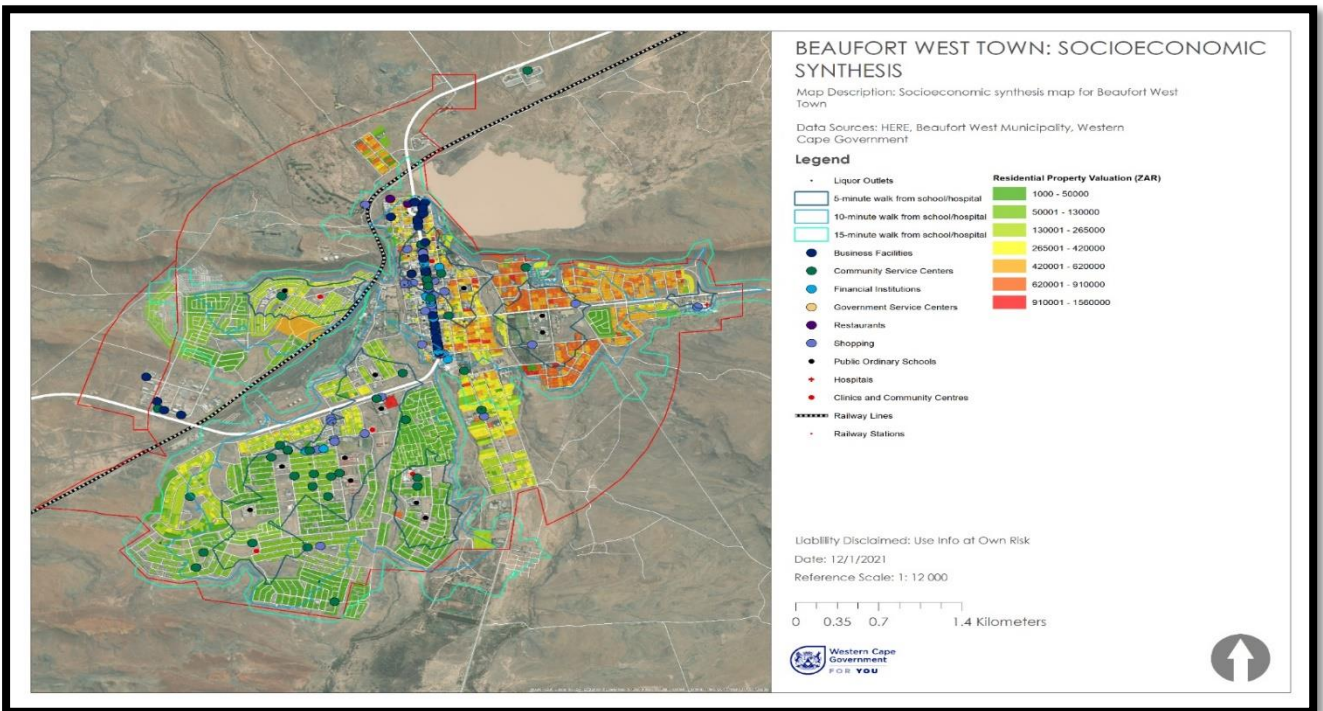 BEAUFORT WEST TOWN: SOCIOECONOMIC
SYNTHESIS
Map Description: Socioeconomic synthesis map for Beaufort West
Town
Data Sources: HERE, Beaufort West Municipality, Western
Cape Government
Legend
Liquor Outlets
5-minute walk from school/hospital
10-minute walk from school/hospital
15-minute walk from school/hospital
Business Facilities
Community Service Centers
Financial Institutions
Government Service Centers
Restaurants
Shopping
Public Ordinary Schools
Hospitals
Clinics and Community Centres
Railway Lines
Railway Stations
Residential Property Valuation (ZAR)
1000 - 50000
50001 - 130000
130001 - 265000
265001 - 420000
420001 - 620000
620001 - 910000
910001 - 1560000
Liability Disclaimed: Use Info at Own Risk
Date: 12/1/2021
Reference Scale: 1: 12 000
0 0.35 0.7 1.4 Kilometers
Western Cape
Government
FOR YOU